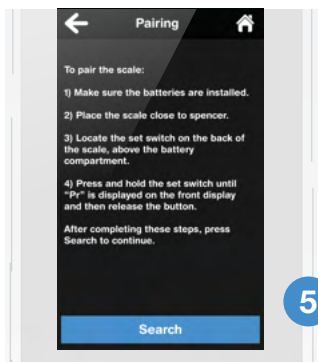 Pairing
To pair the scale:
1) Make sure the batteries are installed.
2) Place the scale close to spencer.
3) Locate the set switch on the back of
the scale, above the battery
compartment.
4) Press and hold the set switch until
"Pr" is displayed on the front display
and then release the button.
After completing these steps, press
Search to continue.
5
Search